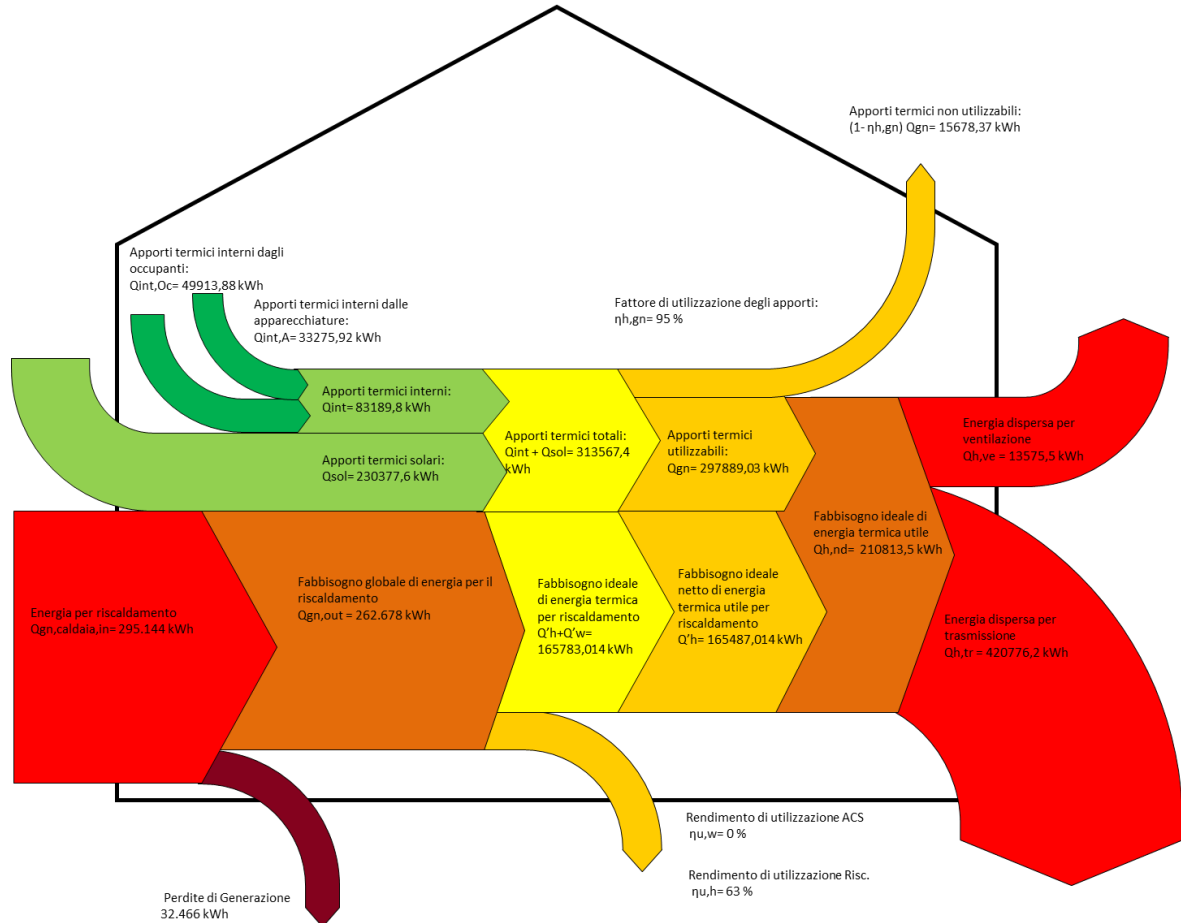 Apporti termici non utilizzabili:
(1- ηh,gn) Qgn= 15678,37 kWh
Apporti termici interni dagli
occupanti:
Qint,Oc= 49913,88 kWh
Apporti termici interni dalle
apparecchiature:
Qint,A= 33275,92 kWh
Fattore di utilizzazione degli apporti:
ηh,gn= 95 %
Apporti termici interni:
Qint= 83189,8 kWh
Apporti termici solari:
Qsol= 230377,6 kWh
Apporti termici totali:
Qint + Qsol= 313567,4
kWh
Apporti termici
utilizzabili:
Qgn= 297889,03 kWh
Energia dispersa per
ventilazione
Qh,ve = 13575,5 kWh
Energia per riscaldamento
Qgn,caldaia,in= 295.144 kWh
Fabbisogno globale di energia per il
riscaldamento
Qgn,out = 262.678 kWh
Fabbisogno ideale
di energia termica
per riscaldamento
Q'h+Q'w=
165783,014 kWh
Fabbisogno ideale
netto di energia
termica utile per
riscaldamento
Q'h= 165487,014 kWh
Fabbisogno ideale di
energia termica utile
Qh,nd= 210813,5 kWh
Energia dispersa per
trasmissione
Qh,tr = 420776,2 kWh
Rendimento di utilizzazione ACS
ηu,w= 0 %
Rendimento di utilizzazione Risc.
ηu,h= 63 %
Perdite di Generazione
32.466 kWh